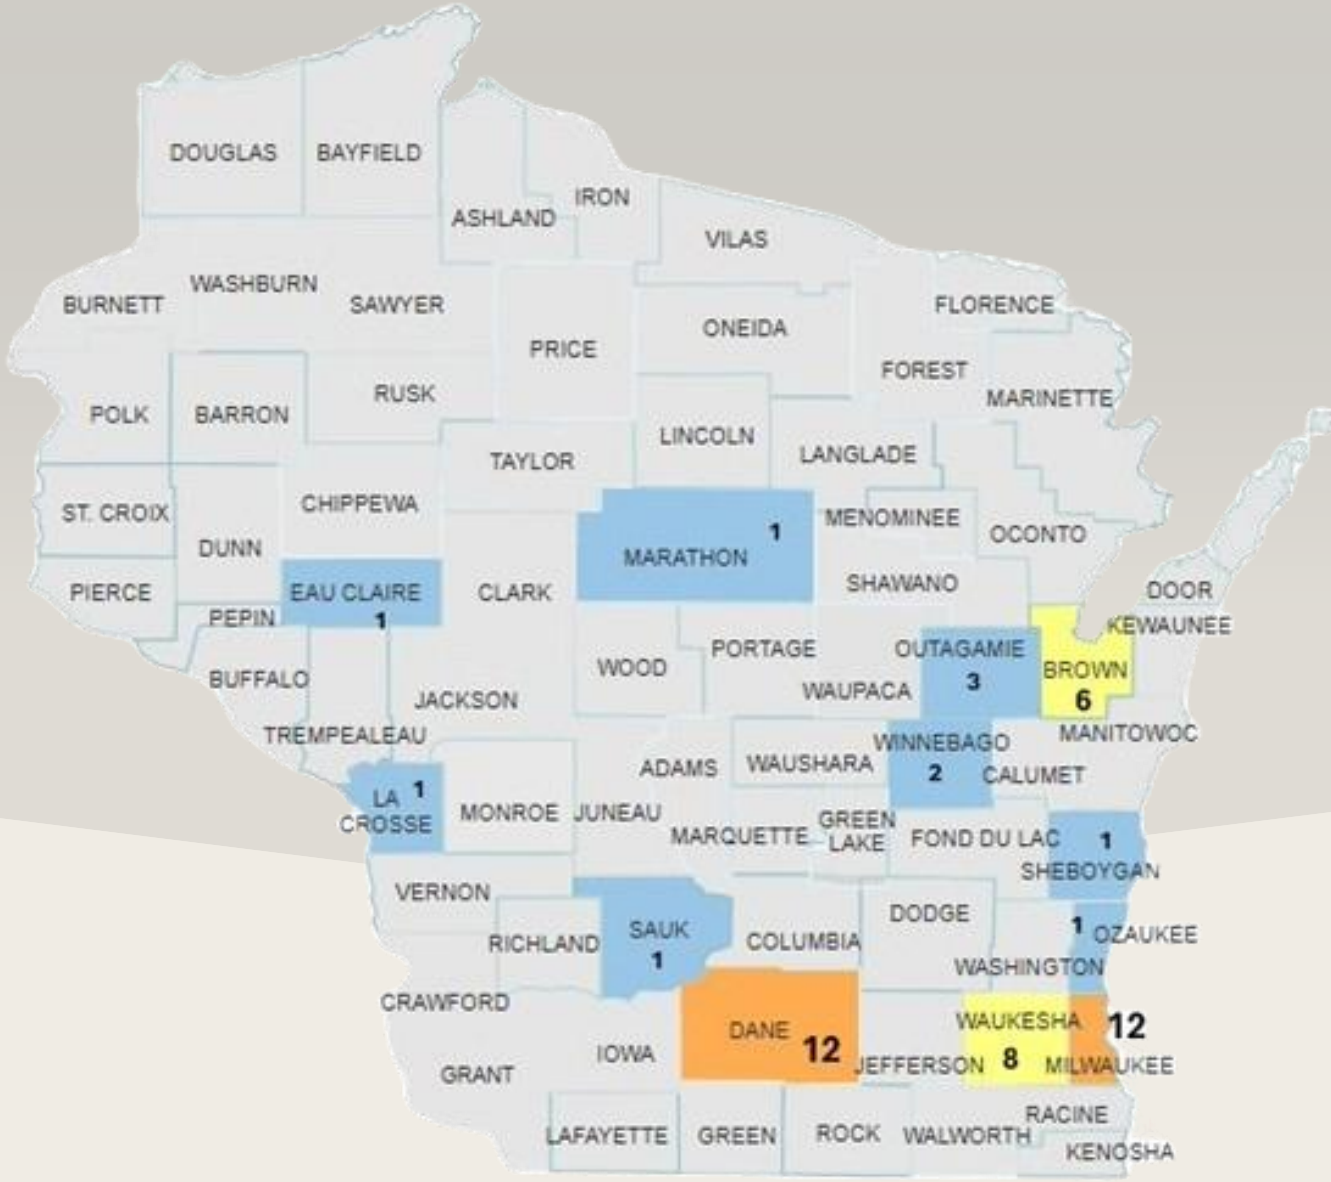 DOUGLAS
BAYFIELD
ASHLAND
IRON
VILAS
BURNETT
WASHBURN
SAWYER
PRICE
ONEIDA
FLORENCE
FOREST
MARINETTE
POLK
BARRON
RUSK
LINCOLN
LANGLADE
TAYLOR
ST. CROIX
CHIPPEWA
DUNN
MARATHON
1
MENOMINEE
OCONTO
PIERCE
EAU CLAIRE
1
CLARK
SHAWANO
DOOR
PEPIN
KEWAUNEE
BUFFALO
JACKSON
WOOD
PORTAGE
WAUPACA
OUTAGAMIE
3
BROWN
6
TREMPEALEAU
ADAMS
WAUSHARA
WINNEBAGO
2
CALUMET
MANITOWOC
LA
CROSSE
1
MONROE
JUNEAU
MARQUETTE
GREEN
LAKE
FOND DU LAC
1
SHEBOYGAN
VERNON
RICHLAND
SAUK
1
COLUMBIA
DODGE
1
OZAUKEE
WASHINGTON
CRAWFORD
GRANT
IOWA
DANE
12
JEFFERSON
WAUKESHA
8
12
MILWAUKEE
LAFAYETTE
GREEN
ROCK
WALWORTH
RACINE
KENOSHA